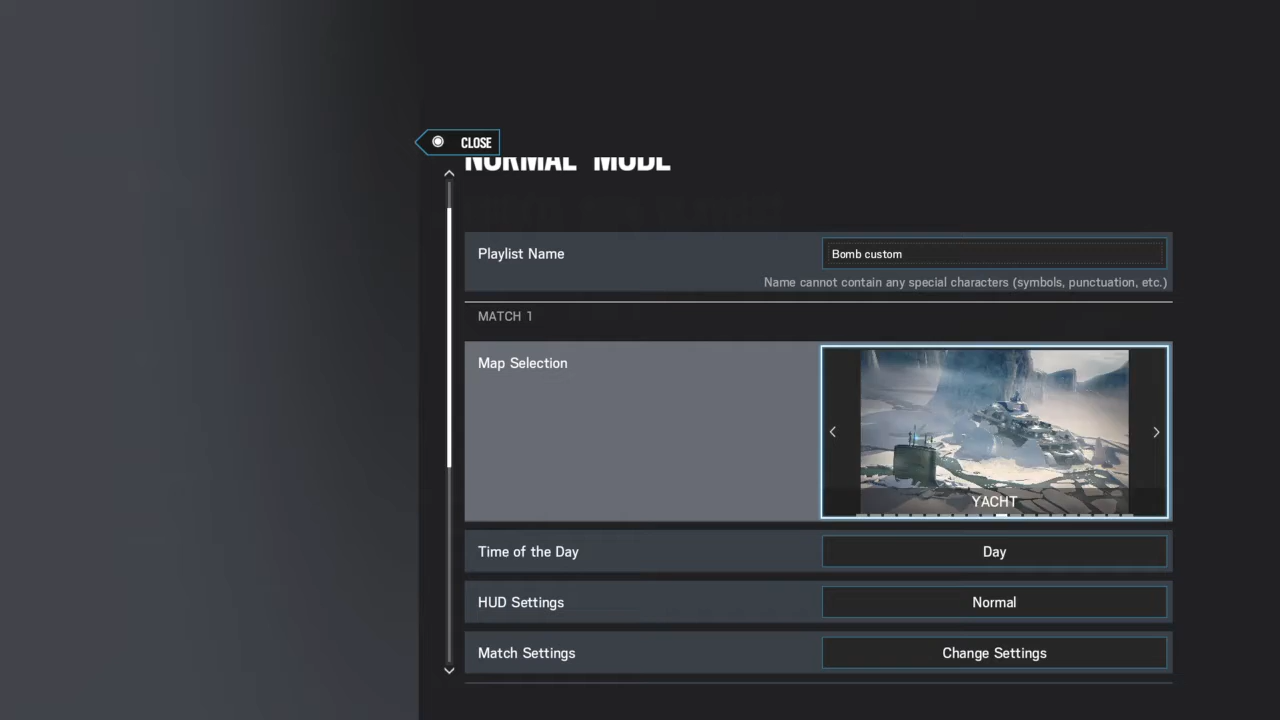 CLOSE
NORMAL MODE
Playlist Name
Bomb custom
Name cannot contain any special characters (symbols, punctuation, etc.)
MATCH 1
Map Selection
YACHT
Time of the Day
Day
HUD Settings
Normal
Match Settings
Change Settings